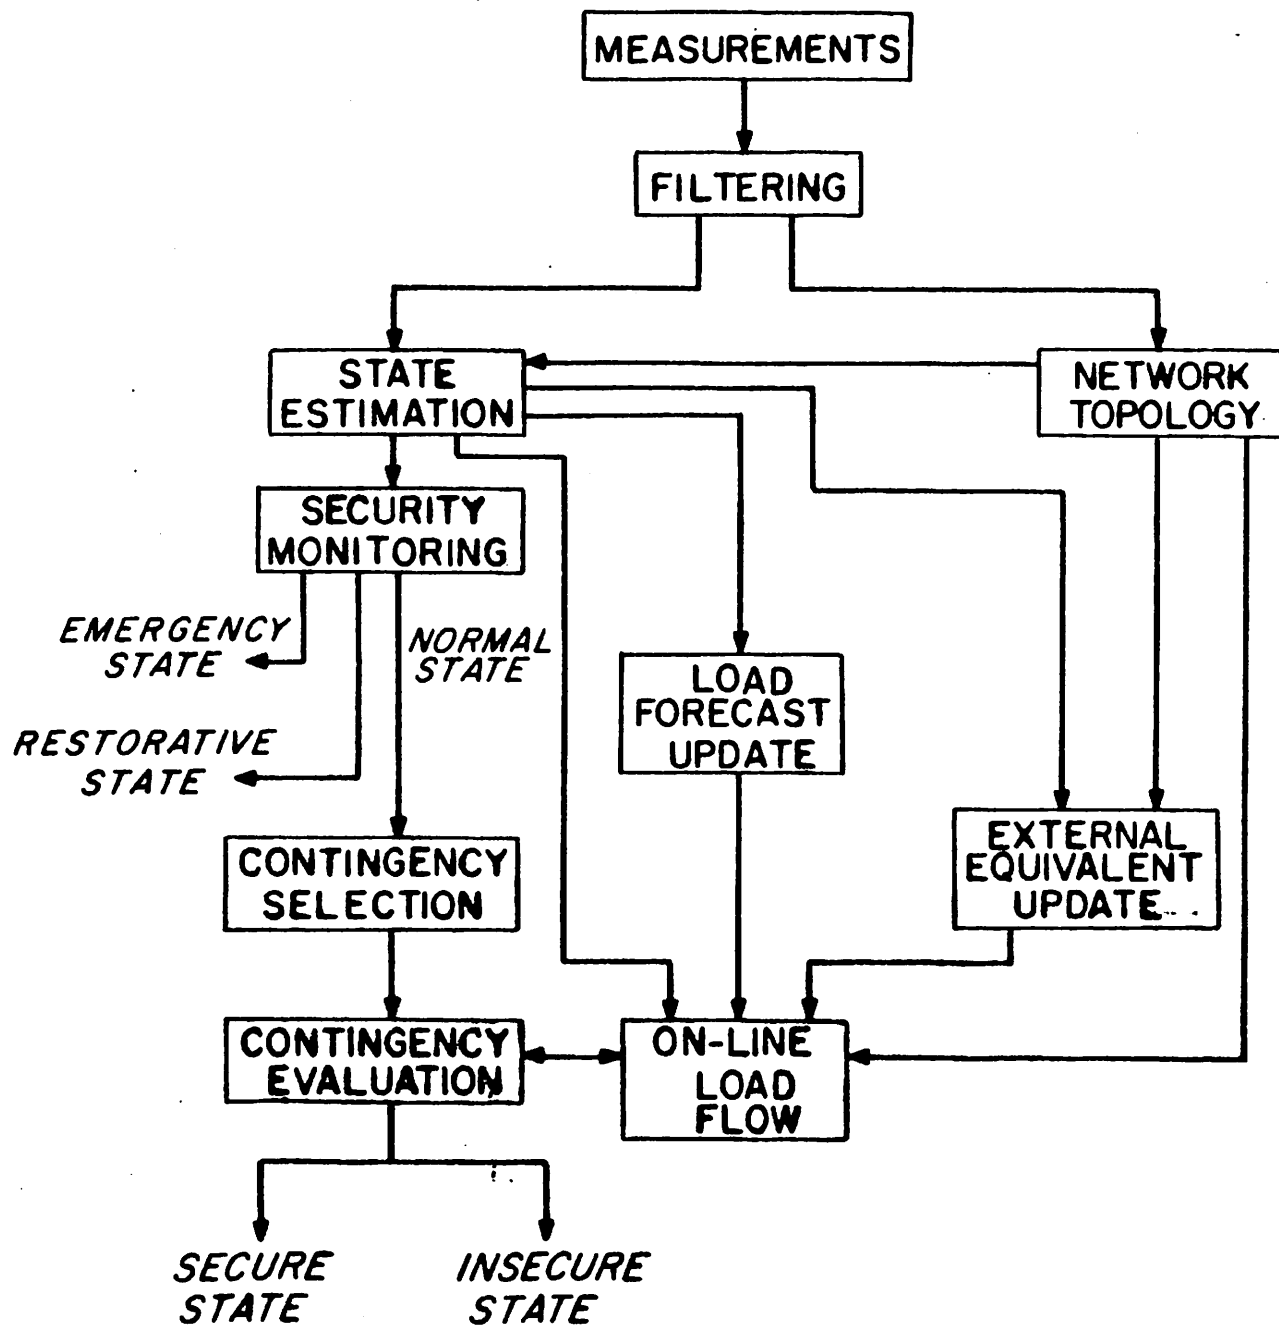 MEASUREMENTS
FILTERING
STATE
ESTIMATION
NETWORK
TOPOLOGY
SECURITY
MONITORING
EMERGENCY
STATE
NORMAL
STATE
RESTORATIVE
STATE
LOAD
FORECAST
UPDATE
CONTINGENCY
SELECTION
EXTERNAL
EQUIVALENT
UPDATE
CONTINGENCY
EVALUATION
ON-LINE
LOAD
FLOW
SECURE
STATE
INSECURE
STATE